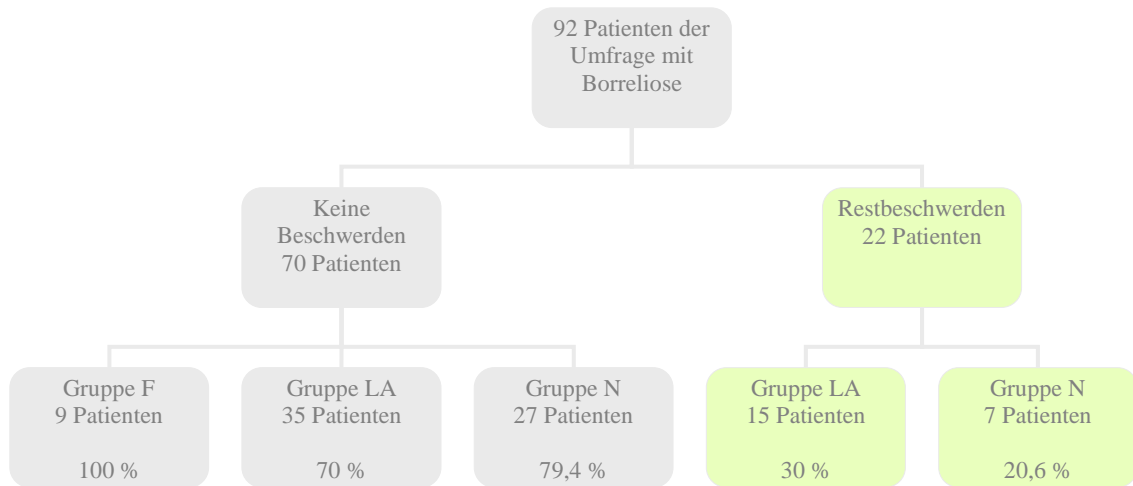 92 Patienten der
Umfrage mit
Borreliose
Keine
Beschwerden
70 Patienten
Restbeschwerden
22 Patienten
Gruppe F
9 Patienten
100 %
Gruppe LA
35 Patienten
70 %
Gruppe N
27 Patienten
79,4 %
Gruppe LA
15 Patienten
30 %
Gruppe N
7 Patienten
20,6 %